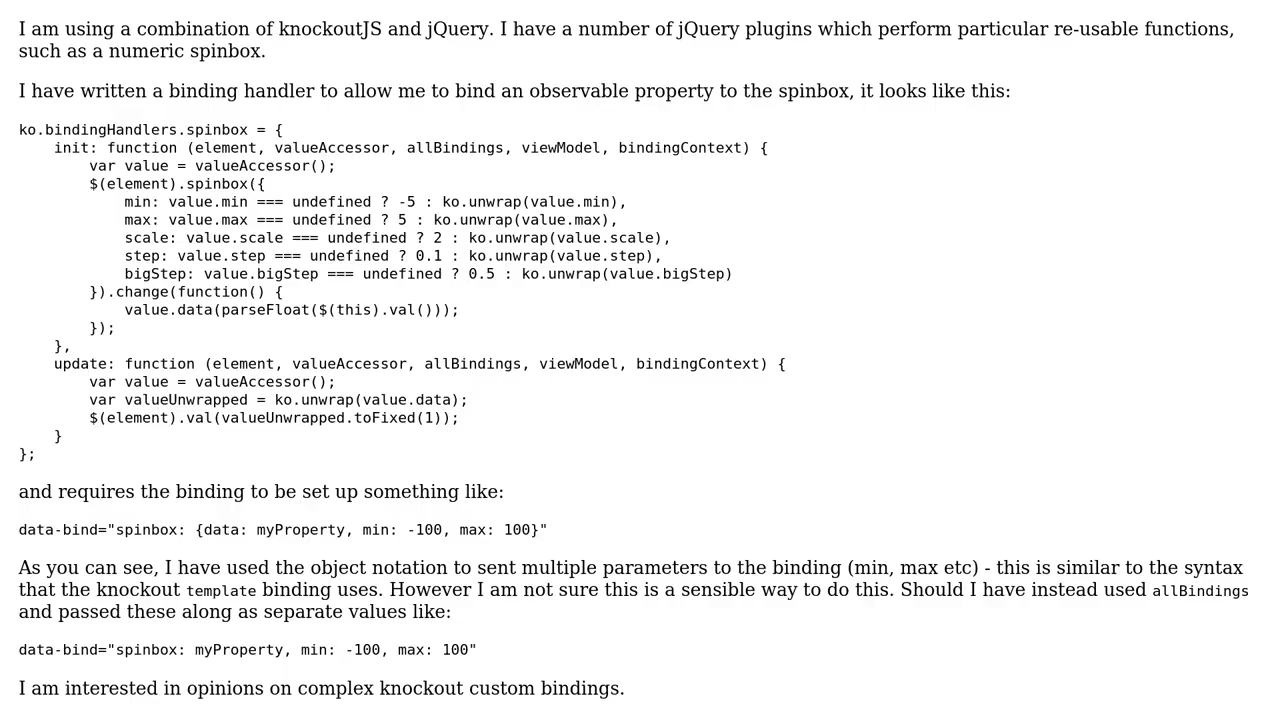 I am using a combination of knockoutJS and jQuery. I have a number of jQuery plugins which perform particular re-usable functions,
such as a numeric spinbox.
I have written a binding handler to allow me to bind an observable property to the spinbox, it looks like this:
ko.bindingHandlers.spinbox = {
    init: function (element, valueAccessor, allBindings, viewModel, bindingContext) {
        var value = valueAccessor();
        $(element).spinbox({
            min: value.min === undefined ? -5 : ko.unwrap(value.min),
            max: value.max === undefined ? 5 : ko.unwrap(value.max),
            scale: value.scale === undefined ? 2 : ko.unwrap(value.scale),
            step: value.step === undefined ? 0.1 : ko.unwrap(value.step),
            bigStep: value.bigStep === undefined ? 0.5 : ko.unwrap(value.bigStep)
        }).change(function() {
            value.data(parseFloat($(this).val()));
        });
    },
    update: function (element, valueAccessor, allBindings, viewModel, bindingContext) {
        var value = valueAccessor();
        var valueUnwrapped = ko.unwrap(value.data);
        $(element).val(valueUnwrapped.toFixed(1));
    }
};
and requires the binding to be set up something like:
data-bind="spinbox: {data: myProperty, min: -100, max: 100}"
As you can see, I have used the object notation to sent multiple parameters to the binding (min, max etc) - this is similar to the syntax
that the knockout template binding uses. However I am not sure this is a sensible way to do this. Should I have instead used allBindings
and passed these along as separate values like:
data-bind="spinbox: myProperty, min: -100, max: 100"
I am interested in opinions on complex knockout custom bindings.